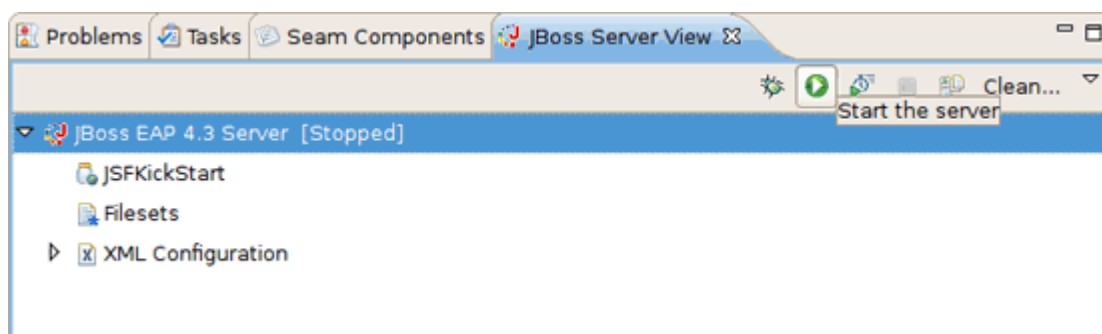 Problems Tasks Seam Components JBoss Server View
Clean...
Start the server
JBoss EAP 4.3 Server [Stopped]
JSFKickStart
Filesets
XML Configuration